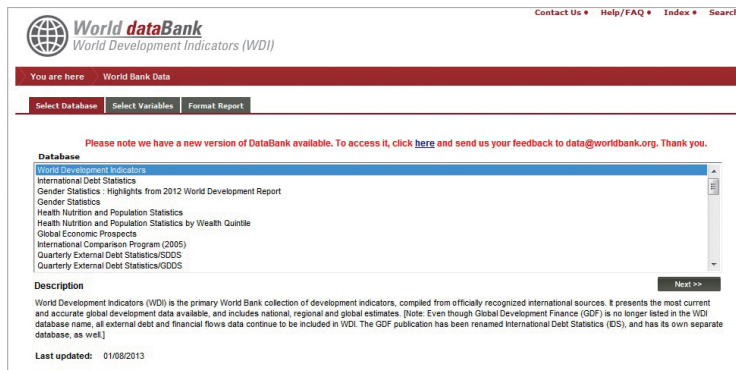 Contact Us • Help/FAQ • Index • Search
World dataBank
World Development Indicators (WDI)
You are here World Bank Data
Select Database Select Variables Format Report
Please note we have a new version of DataBank available. To access it, click here and send us your feedback to data@worldbank.org. Thank you.
Database
World Development Indicators
International Debt Statistics
Gender Statistics : Highlights from 2012 World Development Report
Gender Statistics
Health Nutrition and Population Statistics
Health Nutrition and Population Statistics by Wealth Quintile
Global Economic Prospects
International Comparison Program (2005)
Quarterly External Debt Statistics/SDDS
Quarterly External Debt Statistics/GDDS
Description
Next >>
World Development Indicators (WDI) is the primary World Bank collection of development indicators, compiled from officially recognized international sources. It presents the most current
and accurate global development data available, and includes national, regional and global estimates. [Note: Even though Global Development Finance (GDF) is no longer listed in the WDI
database name, all external debt and financial flows data continue to be included in WDI. The GDF publication has been renamed International Debt Statistics (IDS), and has its own separate
database, as well.]
Last updated: 01/08/2013